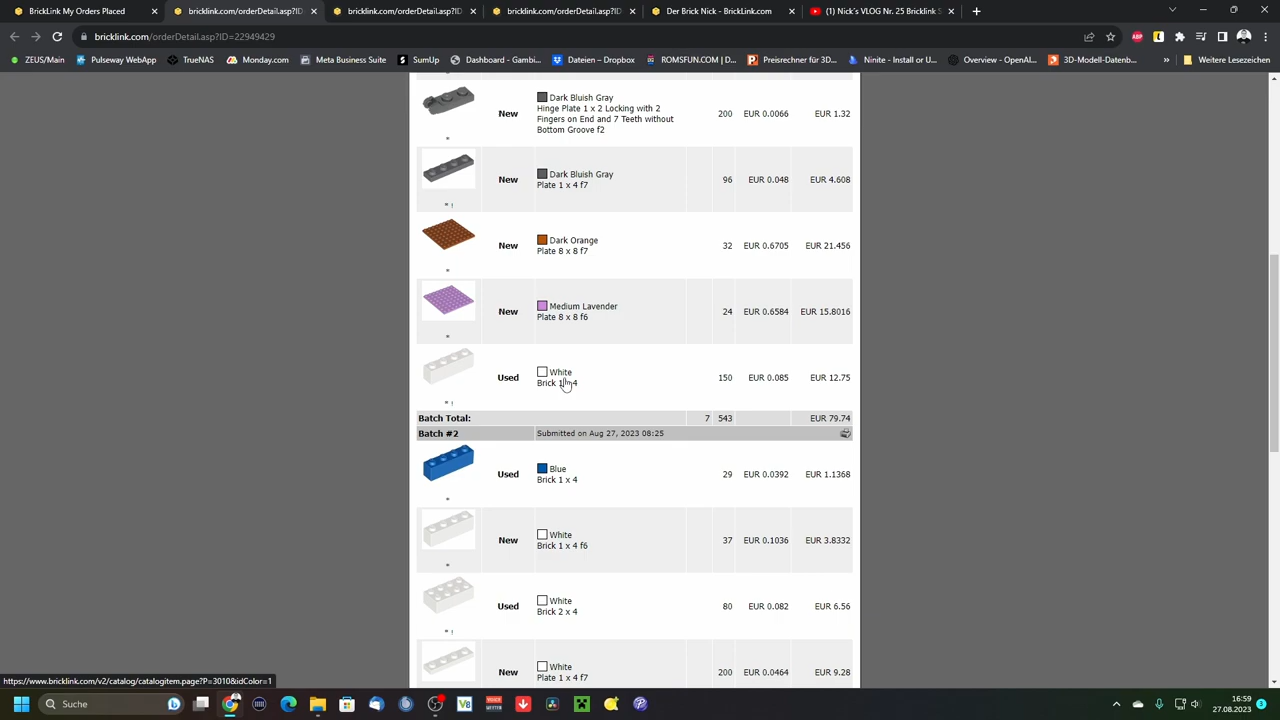 BrickLink My Orders Placed
bricklink.com/orderDetail.asp?ID
bricklink.com/orderDetail.asp?ID
bricklink.com/orderDetail.asp?ID
Der Brick Nick - BrickLink.com
(1) Nick's VLOG Nr. 25 Bricklink S
bricklink.com/orderDetail.asp?ID=22949429
ABP
ZEUS/Main
Pulseway WebApp
TrueNAS
Monday.com
Meta Business Suite
SumUp
Dashboard - Gambi...
Dateien – Dropbox
ROMSFUN.COM | D...
Preisrechner für 3D...
Ninite - Install or U...
Overview - OpenAI...
3D-Modell-Datenb...
»
Weitere Lesezeichen
New
Dark Bluish Gray
Hinge Plate 1 x 2 Locking with 2
Fingers on End and 7 Teeth without
Bottom Groove f2
200 EUR 0.0066 EUR 1.32
*
New
Dark Bluish Gray
Plate 1 x 4 f7
96 EUR 0.048 EUR 4.608
* !
New
Dark Orange
Plate 8 x 8 f7
32 EUR 0.6705 EUR 21.456
*
New
Medium Lavender
Plate 8 x 8 f6
24 EUR 0.6584 EUR 15.8016
*
Used
White
Brick 1 x 4
150 EUR 0.085 EUR 12.75
* !
Batch Total: 7 543 EUR 79.74
Batch #2 Submitted on Aug 27, 2023 08:25
Used
Blue
Brick 1 x 4
29 EUR 0.0392 EUR 1.1368
*
New
White
Brick 1 x 4 f6
37 EUR 0.1036 EUR 3.8332
*
Used
White
Brick 2 x 4
80 EUR 0.082 EUR 6.56
* !
New
White
Plate 1 x 4 f7
200 EUR 0.0464 EUR 9.28
https://www.bricklink.com/v2/catalog/catalogitem.page?P=3010&idColor=1
Suche
V8
16:59
27.08.2023
3